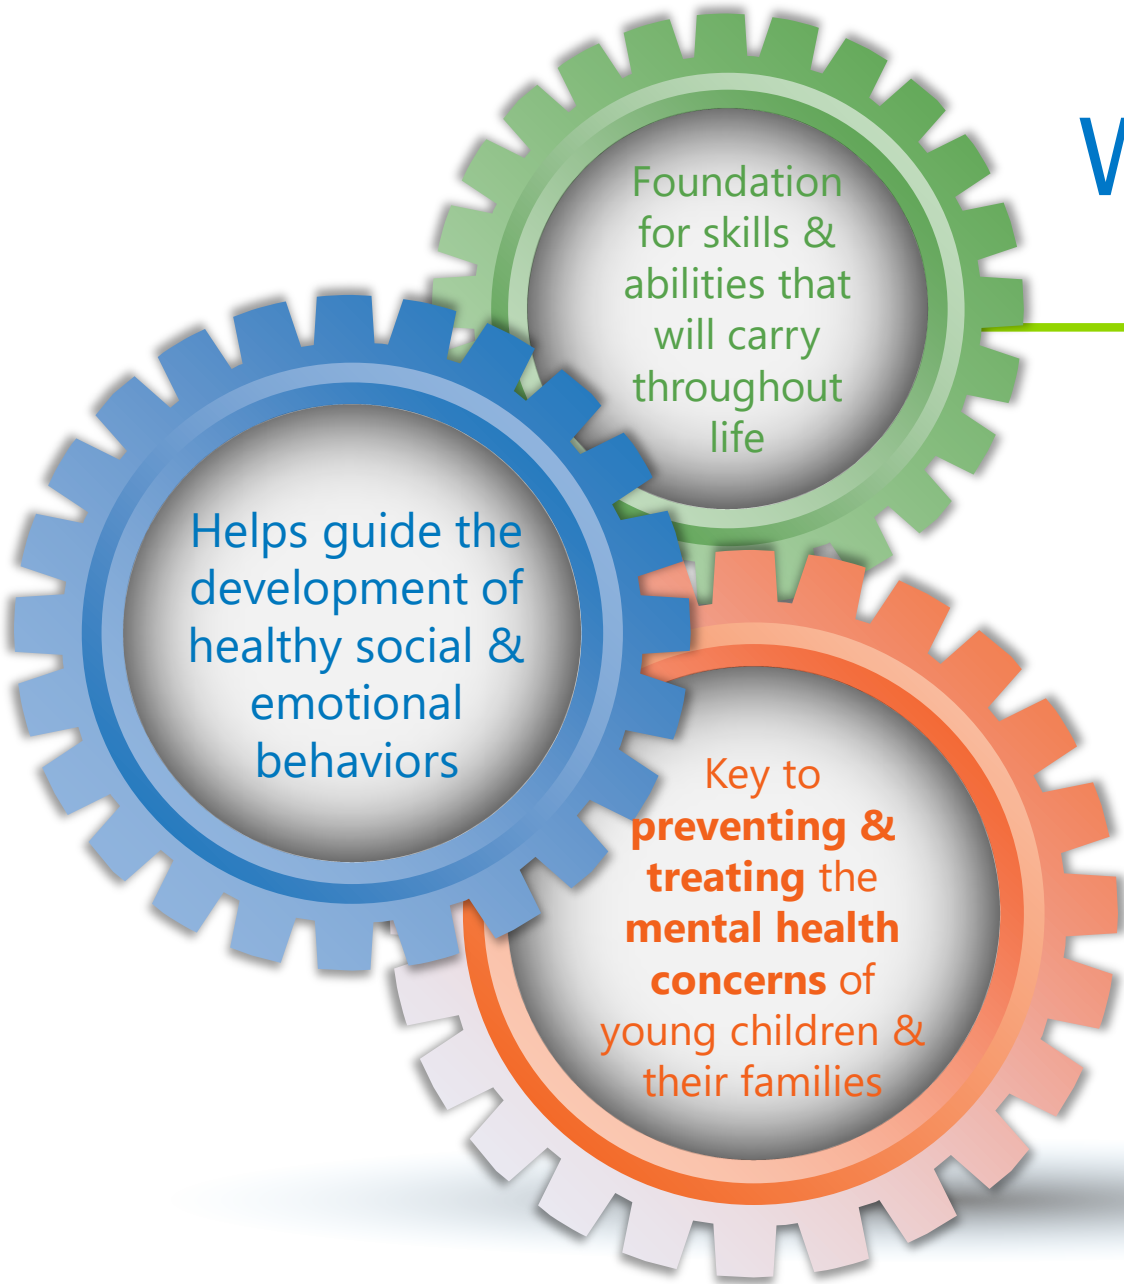 Foundation
for skills &
abilities that
will carry
throughout
life
Helps guide the
development of
healthy social &
emotional
behaviors
Key to
preventing &
treating the
mental health
concerns of
young children &
their families